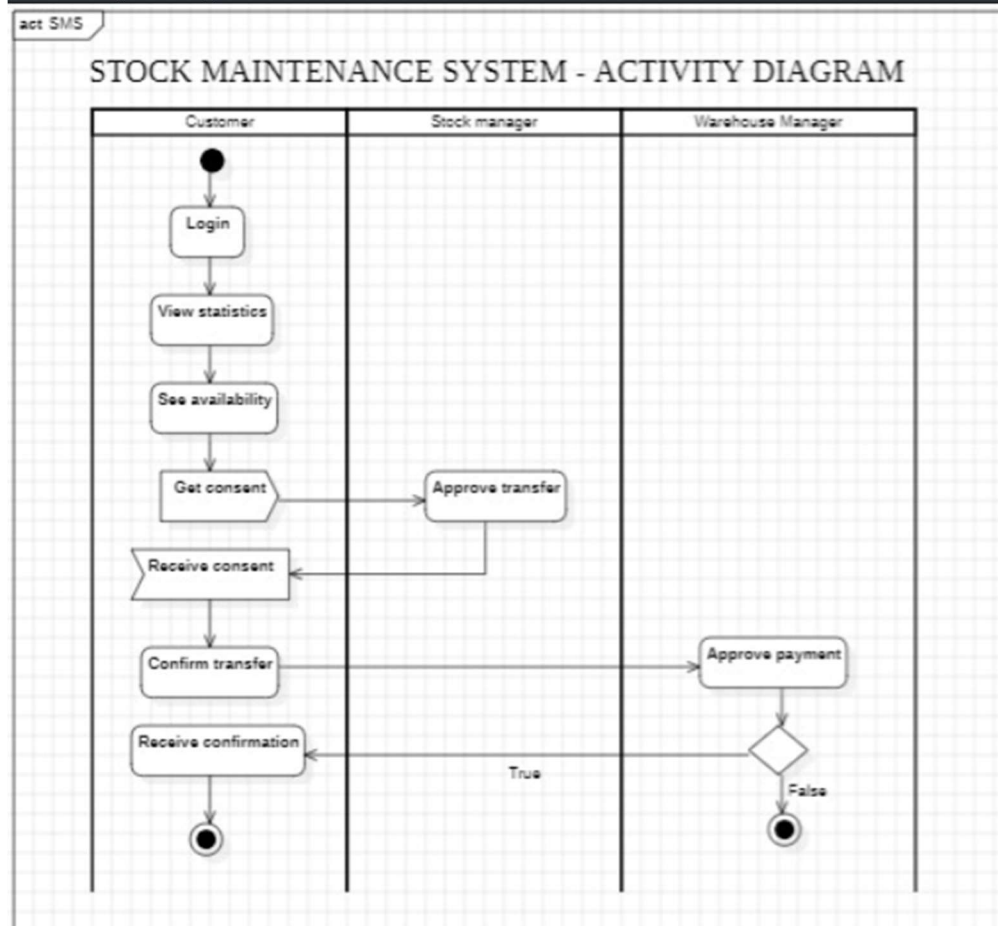 act SMS
STOCK MAINTENANCE SYSTEM - ACTIVITY DIAGRAM
Customer
Stock manager
Warehouse Manager
Login
View statistics
See availability
Get consent
Approve transfer
Receive consent
Confirm transfer
Approve payment
Receive confirmation
True
False